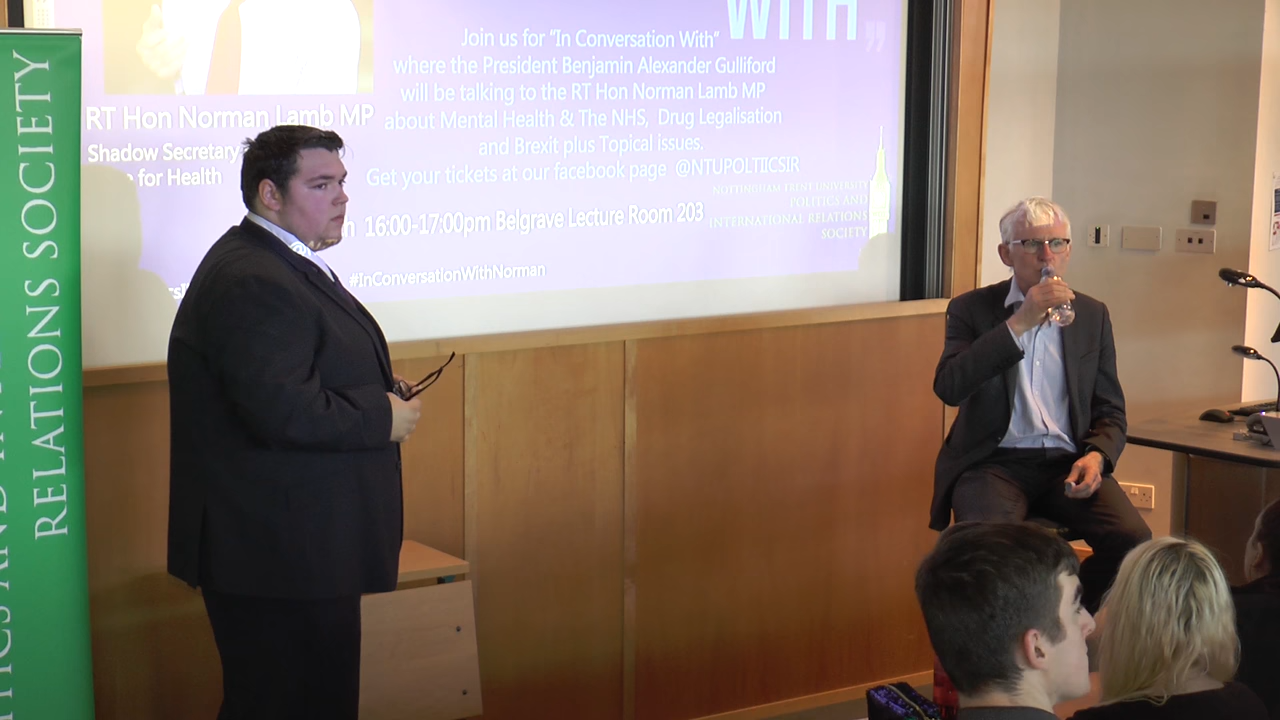 RELATIONS SOCIETY
WITH"
Join us for "In Conversation With"
where the President Benjamin Alexander Gulliford
will be talking to the RT Hon Norman Lamb MP
about Mental Health & The NHS, Drug Legalisation
and Brexit plus Topical issues.
Get your tickets at our facebook page @NTUPOLTIICSIR
16:00-17:00pm Belgrave Lecture Room 203
#InConversationWithNorman
RT Hon Norman Lamb MP
Shadow Secretary
for Health
NOTTINGHAM TRENT UNIVERSITY
POLITICS AND
INTERNATIONAL RELATIONS
SOCIETY